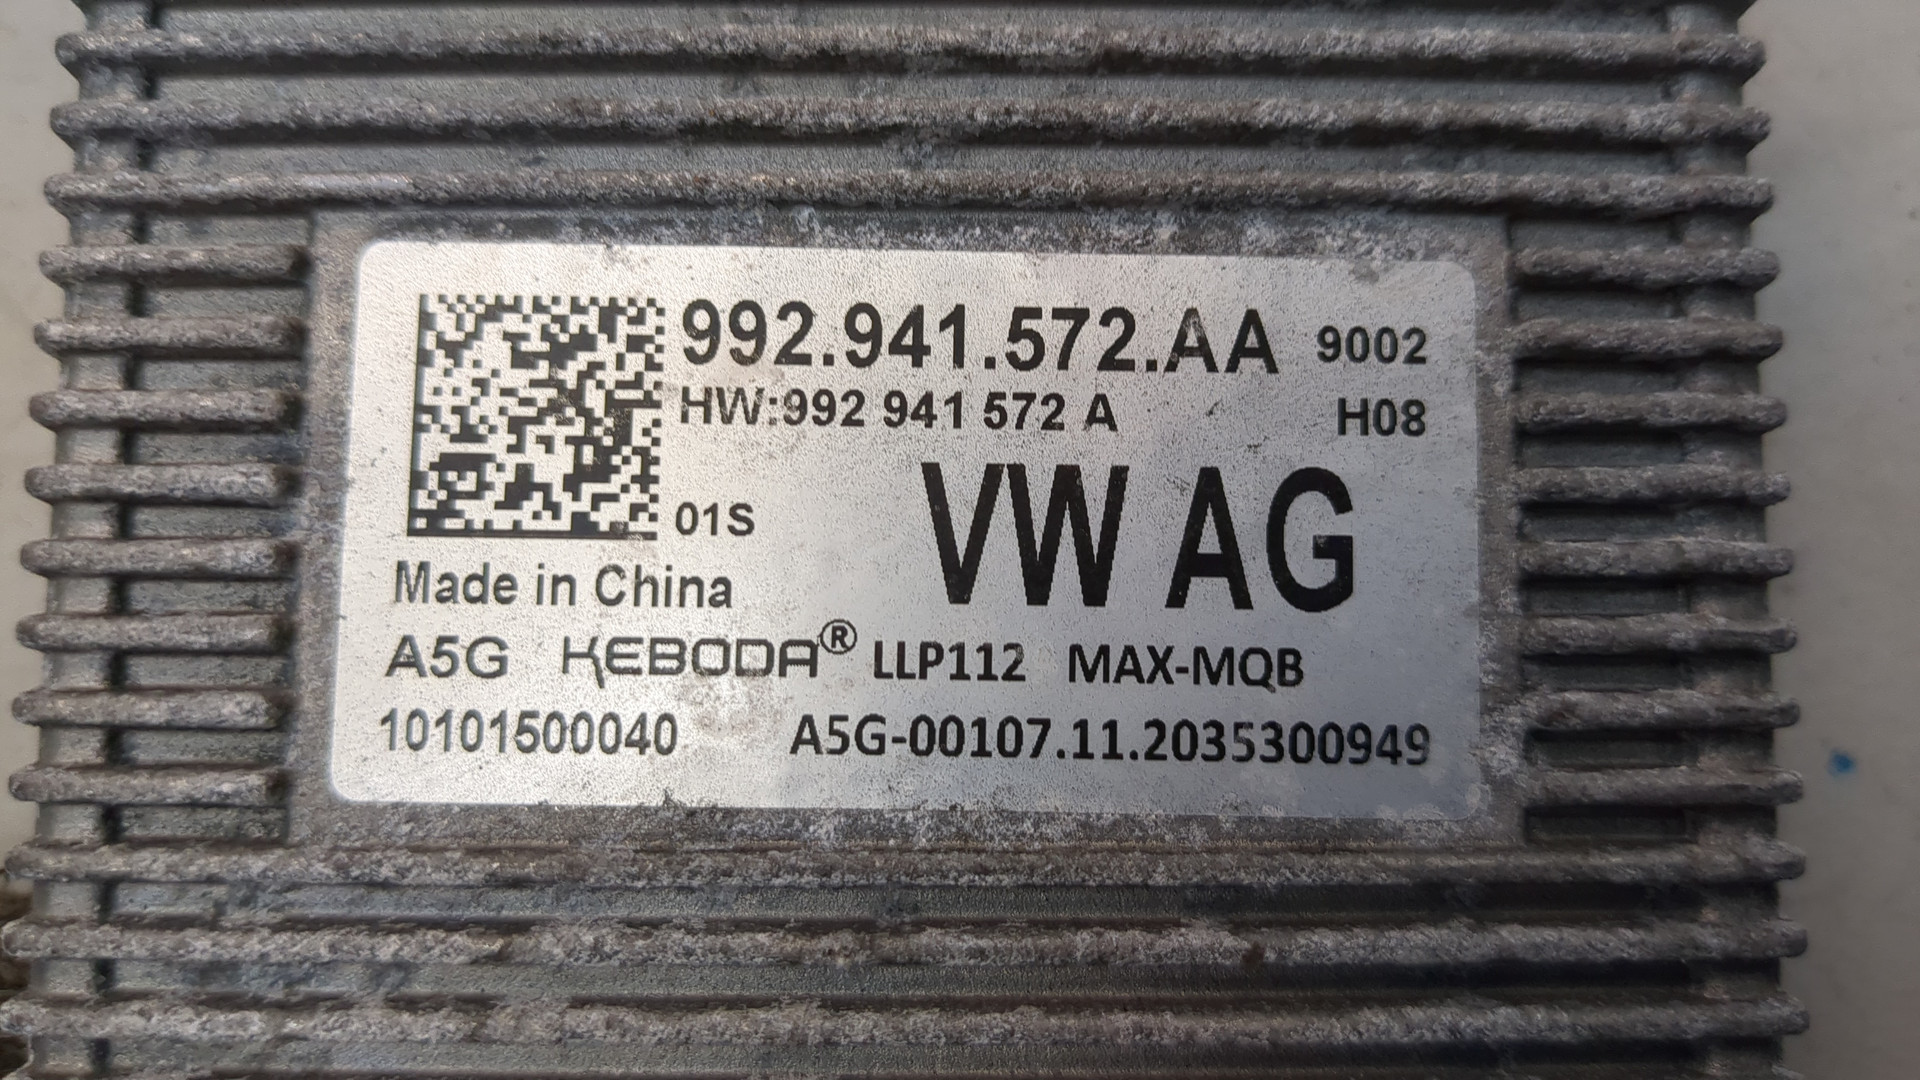 992.941.572.AA 9002
HW:992 941 572 A H08
01S
VW AG
Made in China
A5G KEBODA® LLP112 MAX-MQB
10101500040 A5G-00107.11.2035300949